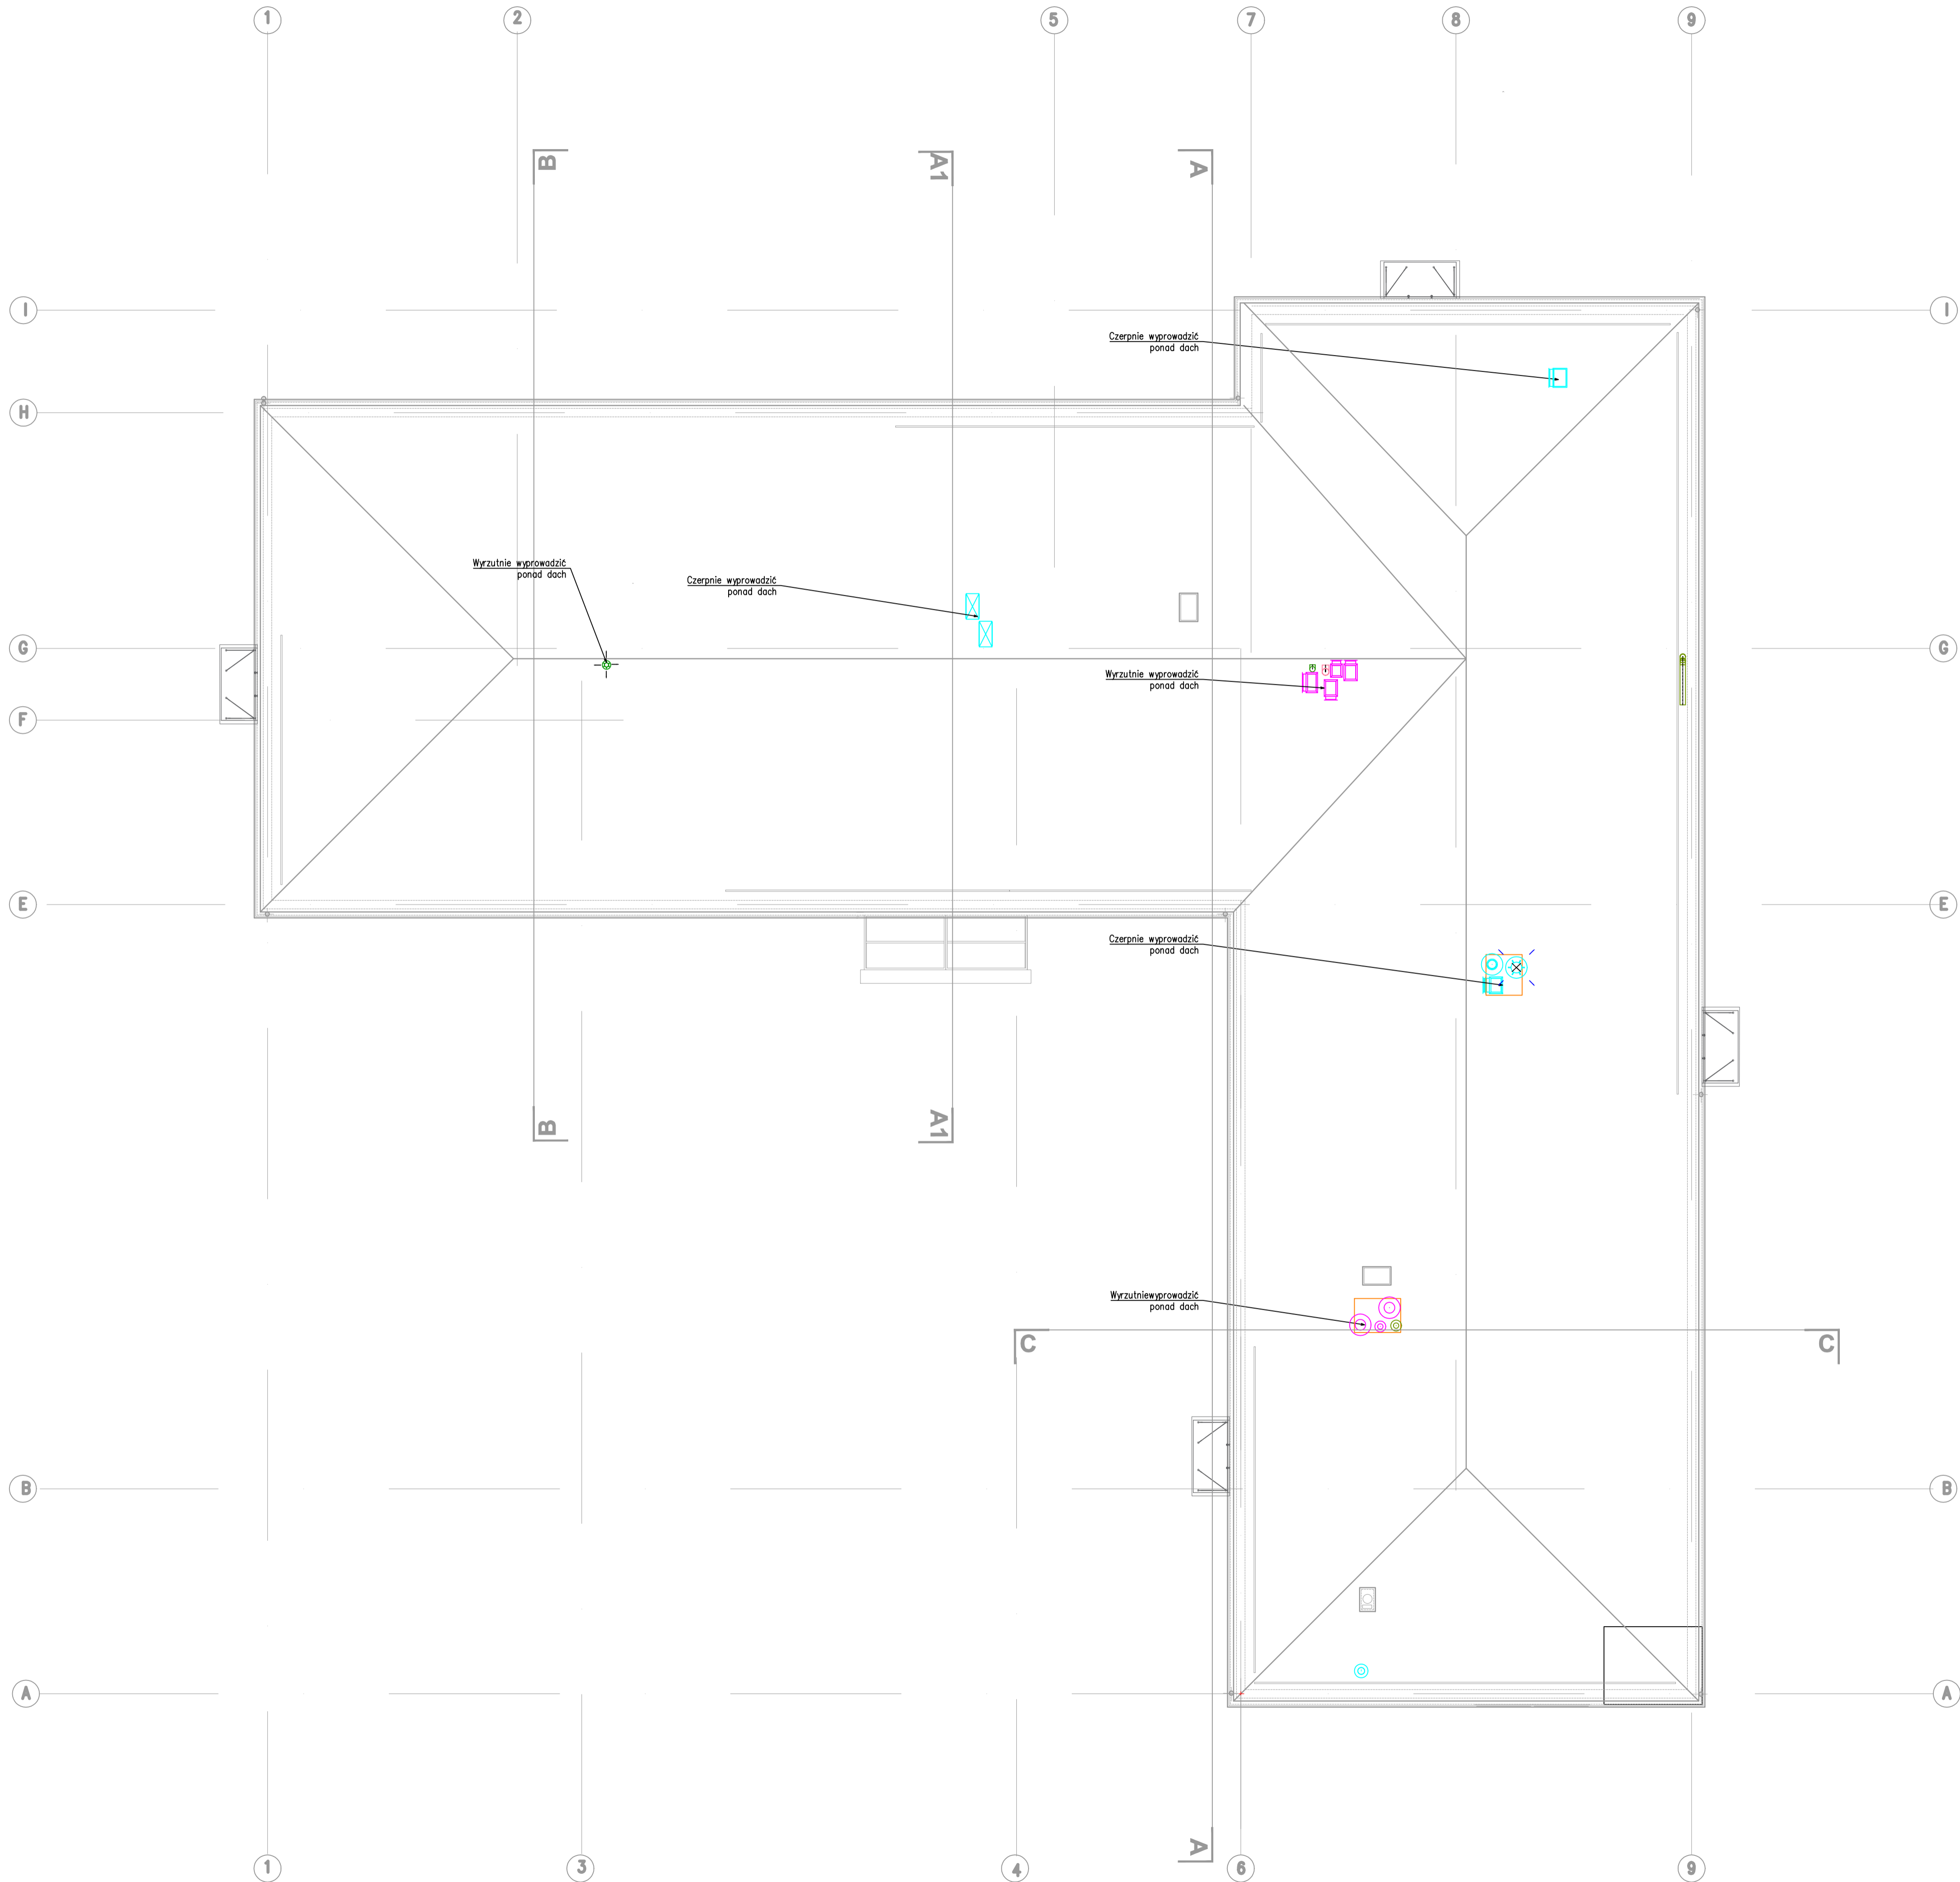 1
2
5
7
8
9
B
A1
A
I
I
Czerpnie wyprowadzić
ponad dach
H
Wyrzutnie wyprowadzić
ponad dach
Czerpnie wyprowadzić
ponad dach
G
G
Wyrzutnie wyprowadzić
ponad dach
F
E
E
Czerpnie wyprowadzić
ponad dach
B
A1
Wyrzutniewyprowadzić
ponad dach
C
C
B
B
A
A
A
1
3
4
6
9